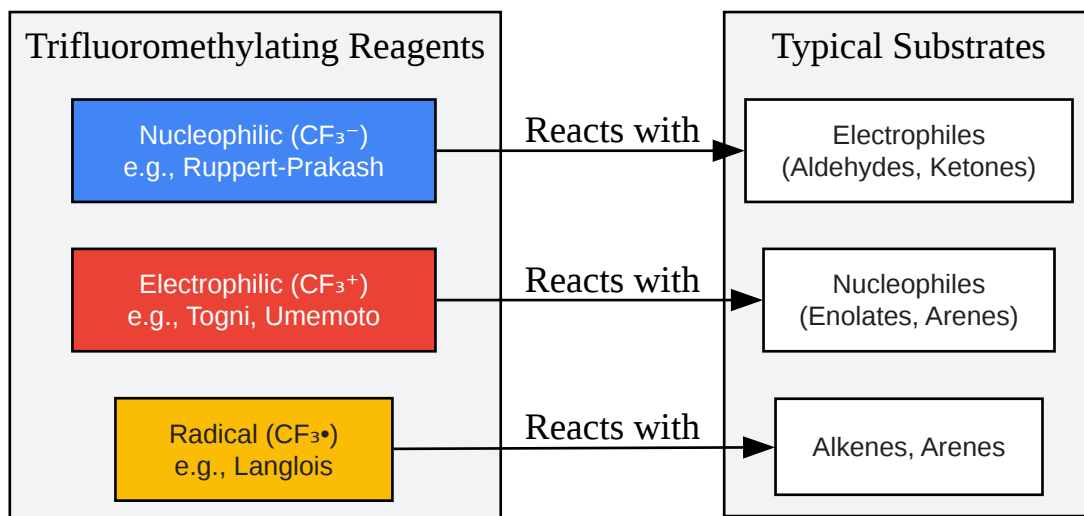 Trifluoromethylating Reagents
Typical Substrates
Nucleophilic (CF₃⁻)
e.g., Ruppert-Prakash
Reacts with
Electrophiles
(Aldehydes, Ketones)
Electrophilic (CF₃⁺)
e.g., Togni, Umemoto
Reacts with
Nucleophiles
(Enolates, Arenes)
Radical (CF₃•)
e.g., Langlois
Reacts with
Alkenes, Arenes